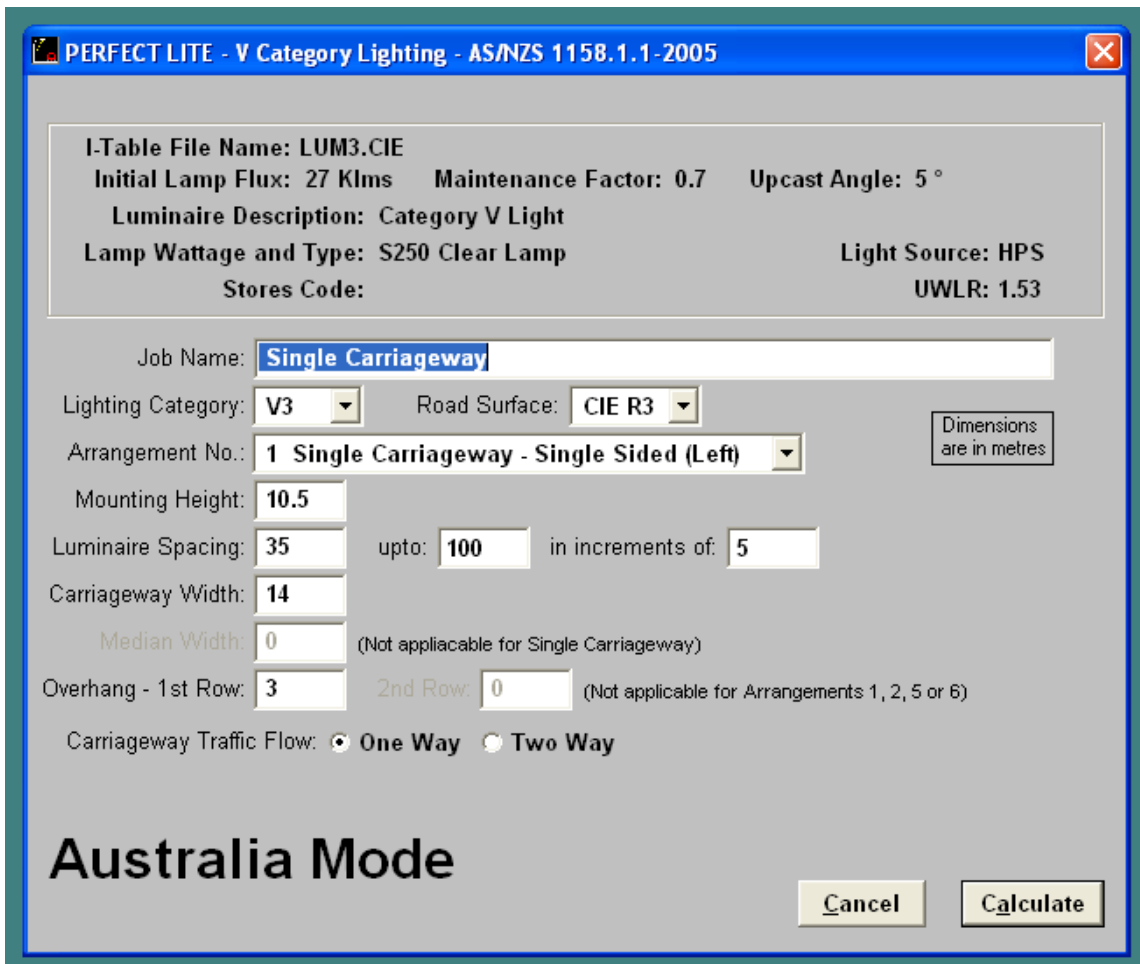 PERFECT LITE - V Category Lighting - AS/NZS 1158.1.1-2005
I-Table File Name: LUM3.CIE
Initial Lamp Flux: 27 Klms Maintenance Factor: 0.7 Upcast Angle: 5 °
Luminaire Description: Category V Light
Lamp Wattage and Type: S250 Clear Lamp Light Source: HPS
Stores Code: UWLR: 1.53
Job Name: Single Carriageway
Lighting Category: V3 Road Surface: CIE R3
Dimensions
are in metres
Arrangement No.: 1 Single Carriageway - Single Sided (Left)
Mounting Height: 10.5
Luminaire Spacing: 35 upto: 100 in increments of: 5
Carriageway Width: 14
Median Width: 0 (Not appliacable for Single Carriageway)
Overhang - 1st Row: 3 2nd Row: 0 (Not applicable for Arrangements 1, 2, 5 or 6)
Carriageway Traffic Flow: One Way Two Way
Australia Mode
Cancel Calculate